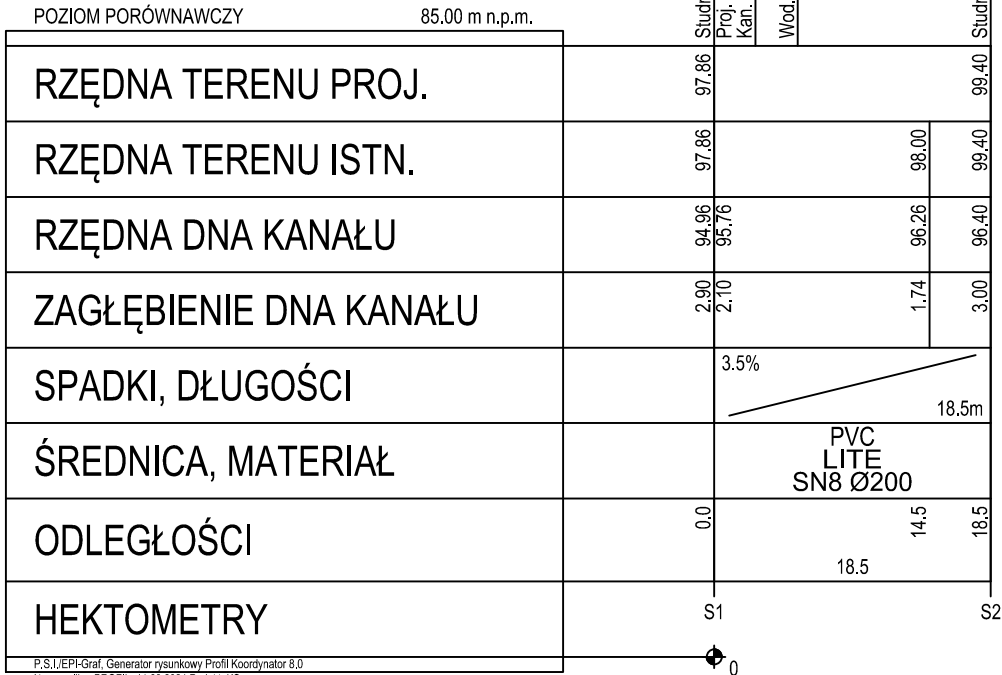 POZIOM PORÓWNAWCZY 85.00 m n.p.m.
Proj.
Kan.
Wod.
RZĘDNA TERENU PROJ. 97.86 99.40
RZĘDNA TERENU ISTN. 97.86 98.00 99.40
RZĘDNA DNA KANAŁU 94.96 95.76 96.26 96.40
ZAGŁĘBIENIE DNA KANAŁU 2.90 2.10 1.74 3.00
SPADKI, DŁUGOŚCI 3.5% 18.5m
ŚREDNICA, MATERIAŁ
PVC
LITE
SN8 Ø200
ODLEGŁOŚCI 0.0 14.5 18.5
18.5
HEKTOMETRY S1 S2
0
P.S.I./EPI-Graf, Generator rysunkowy Profil Koordynator 8,0